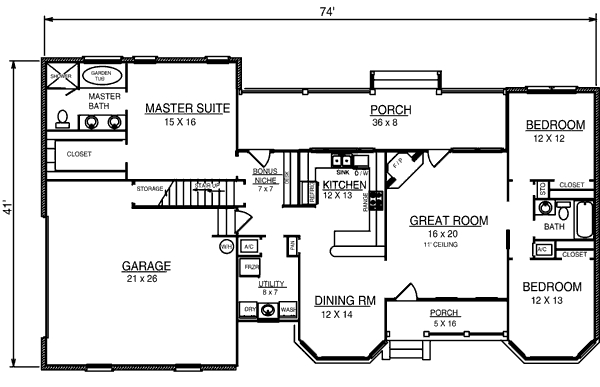 74'
41'
SHOWER
GARDEN
TUB
MASTER
BATH
MASTER SUITE
15 X 16
CLOSET
PORCH
36 x 8
BEDROOM
12 X 12
BONUS
NICHE
7 x 7
DESK
SINK
D/W
REFRIG
KITCHEN
12 X 13
RANGE
F/P
STORAGE
STAIR UP
GREAT ROOM
16 x 20
11' CEILING
STO
CLOSET
BATH
A/C
CLOSET
GARAGE
21 x 26
W/H
A/C
PAN
FRZR
UTILITY
8 x 7
DRY
WASH
DINING RM
12 X 14
PORCH
5 X 16
BEDROOM
12 X 13